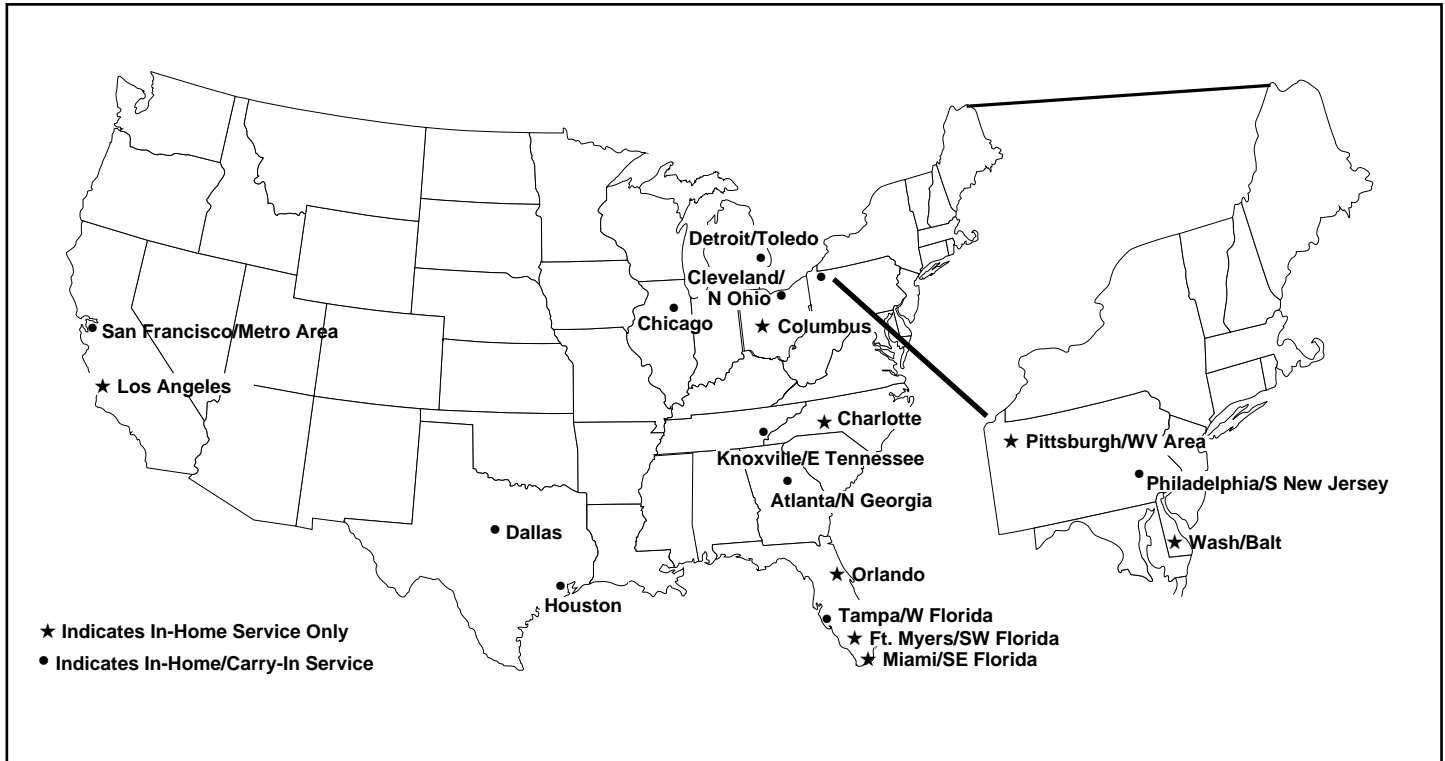 Detroit/Toledo
Cleveland/
N Ohio
Chicago
Columbus
San Francisco/Metro Area
Los Angeles
Charlotte
Knoxville/E Tennessee
Atlanta/N Georgia
Pittsburgh/WV Area
Philadelphia/S New Jersey
Wash/Balt
Dallas
Houston
Orlando
Tampa/W Florida
Ft. Myers/SW Florida
Miami/SE Florida
★ Indicates In-Home Service Only
● Indicates In-Home/Carry-In Service